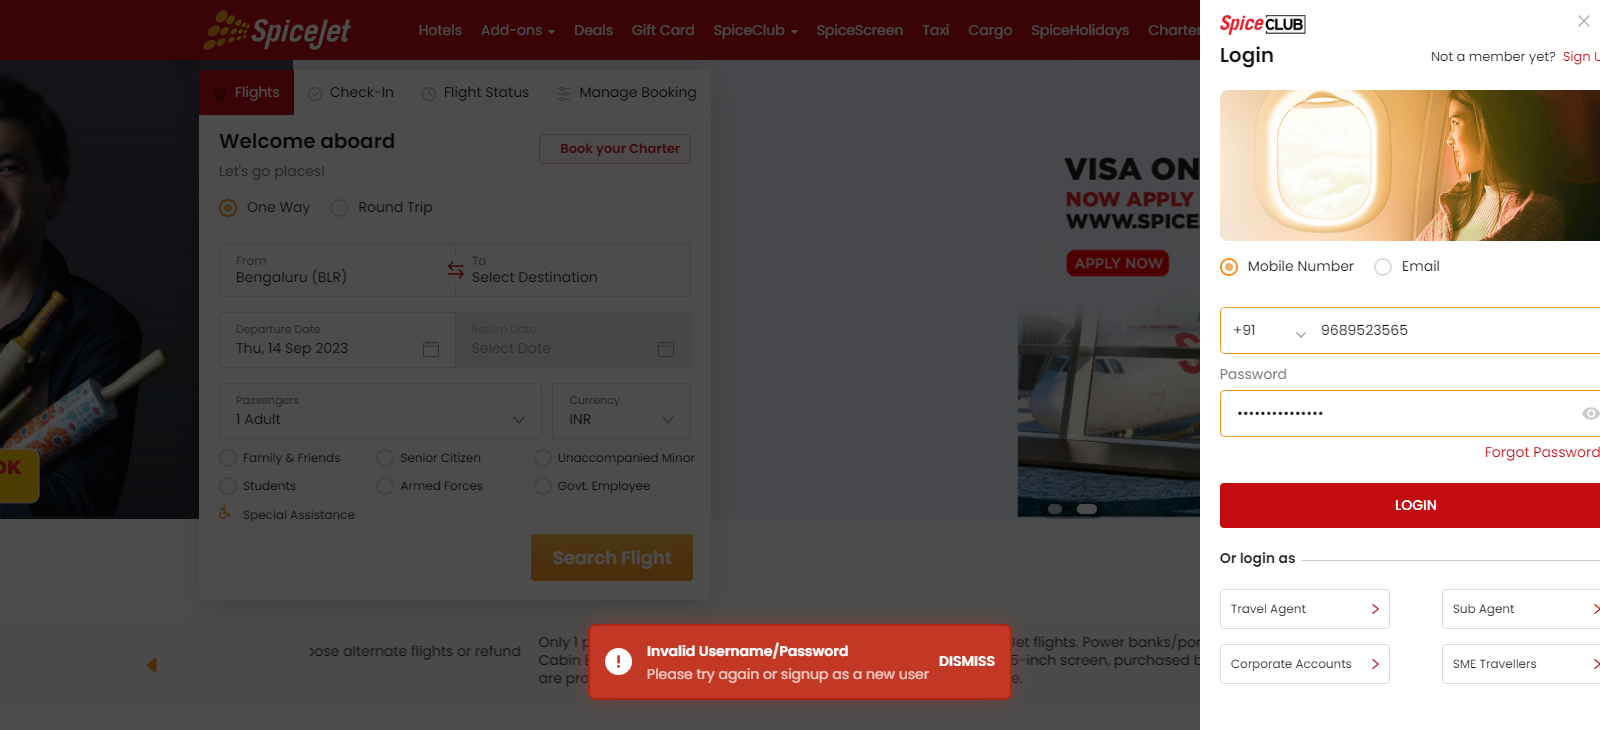 SpiceJet
Hotels Add-ons Deals Gift Card SpiceClub SpiceScreen Taxi Cargo SpiceHolidays Charter
Flights Check-In Flight Status Manage Booking
Welcome aboard
Book your Charter
Let's go places!
One Way Round Trip
From
Bengaluru (BLR)
To
Select Destination
Departure Date
Thu, 14 Sep 2023
Return Date
Select Date
Passengers
1 Adult
Currency
INR
Family & Friends Senior Citizen Unaccompanied Minor
Students Armed Forces Govt. Employee
Special Assistance
Search Flight
VISA ON
NOW APPLY
WWW.SPICE
APPLY NOW
OK
oose alternate flights or refund
Only 1 p
Cabin
are pro
Jet flights. Power banks/por
5-inch screen, purchased b
e.
Invalid Username/Password
Please try again or signup as a new user
DISMISS
SpiceCLUB
Login
Not a member yet? Sign U
Mobile Number Email
+91 9689523565
Password
•••••••••••••••
Forgot Password
LOGIN
Or login as
Travel Agent Sub Agent
Corporate Accounts SME Travellers